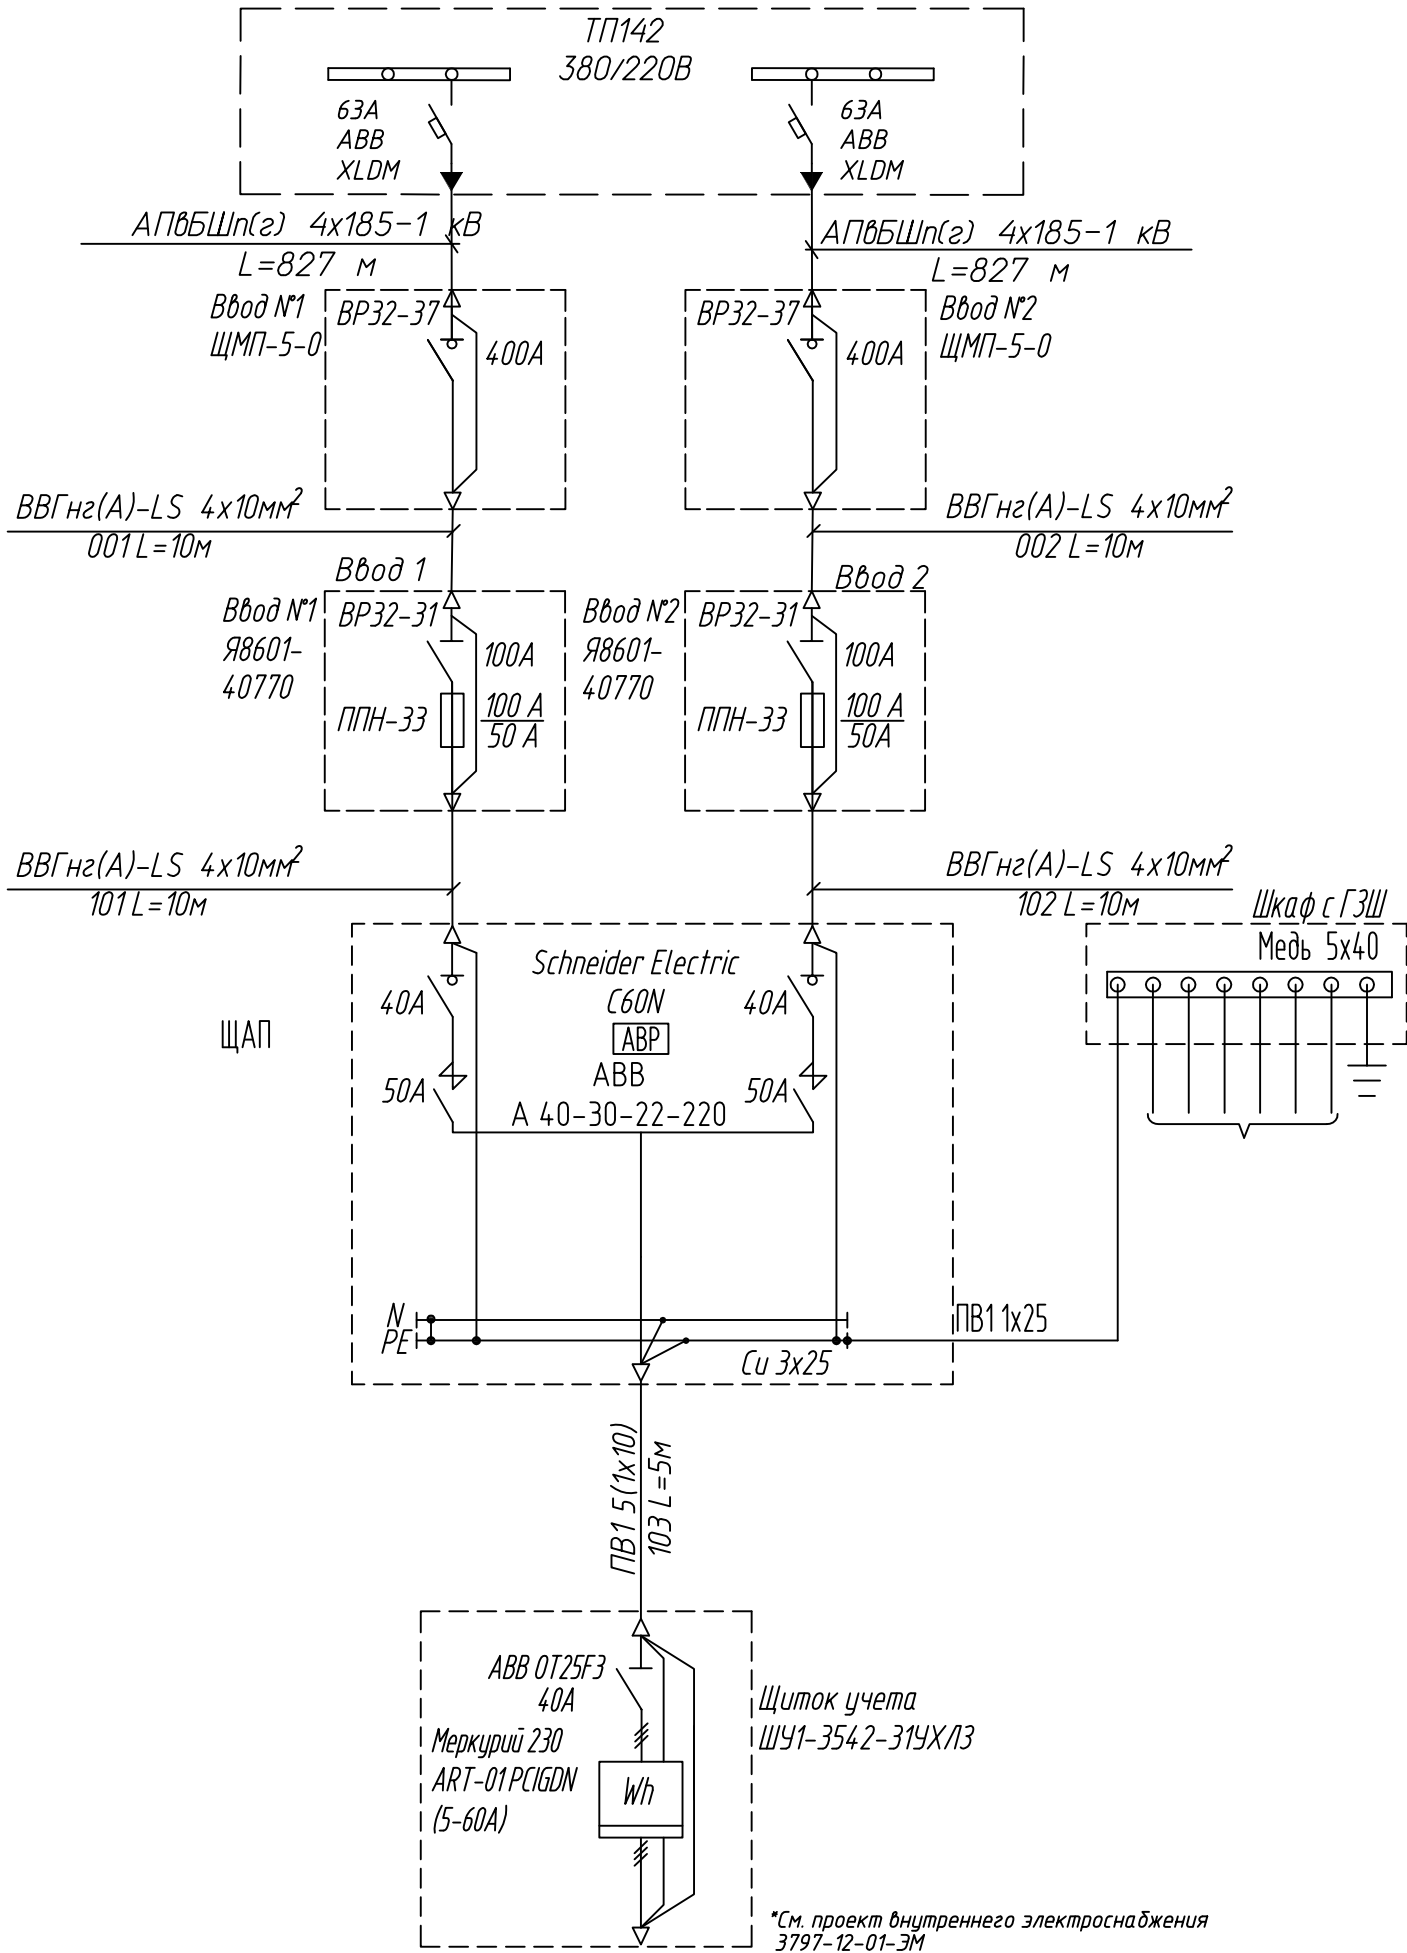 ТП142
380/220В
63А
АВВ
XLDM
63А
АВВ
XLDM
АПвБШп(г) 4х185-1 кВ
L=827 м
АПвБШп(г) 4х185-1 кВ
L=827 м
Ввод №1
ЩМП-5-0
ВР32-37
400А
ВР32-37
400А
Ввод №2
ЩМП-5-0
ВВГнг(А)-LS 4х10мм²
001 L=10м
ВВГнг(А)-LS 4х10мм²
002 L=10м
Ввод 1
Ввод 2
Ввод №1
Я8601-
40770
ВР32-31
100А
ППН-33
100 А
50 А
Ввод №2
Я8601-
40770
ВР32-31
100А
ППН-33
100 А
50А
ВВГнг(А)-LS 4х10мм²
101 L=10м
ВВГнг(А)-LS 4х10мм²
102 L=10м
Шкаф с ГЗШ
Медь 5х40
ЩАП
Schneider Electric
C60N
АВР
АВВ
А 40-30-22-220
40А
50А
40А
50А
N
PE
Cu 3х25
ПВ1 1х25
ПВ1 5(1х10)
103 L=5м
АВВ ОТ25F3
40А
Меркурий 230
ART-01 PCIGDN
(5-60А)
Wh
Щиток учета
ШУ1-3542-31УХЛ3
*См. проект внутреннего электроснабжения
3797-12-01-ЭМ